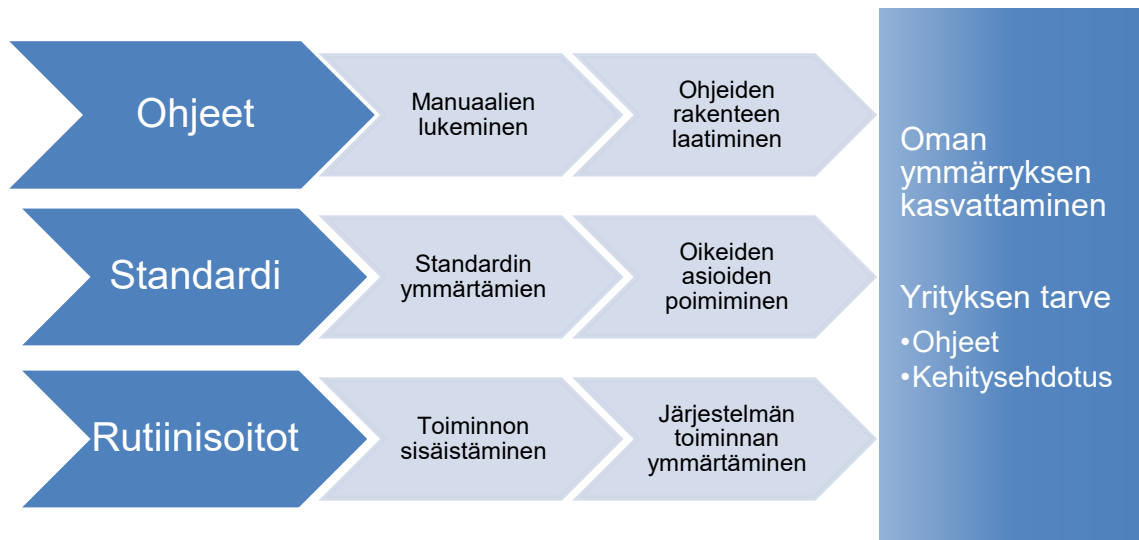 Ohjeet
Manuaalien
lukeminen
Ohjeiden
rakenteen
laatiminen
Standardi
Standardin
ymmärtämien
Oikeiden
asioiden
poimiminen
Rutiinisoitot
Toiminnon
sisäistäminen
Järjestelmän
toiminnan
ymmärtäminen
Oman
ymmärryksen
kasvattaminen
Yrityksen tarve
•Ohjeet
•Kehitysehdotus